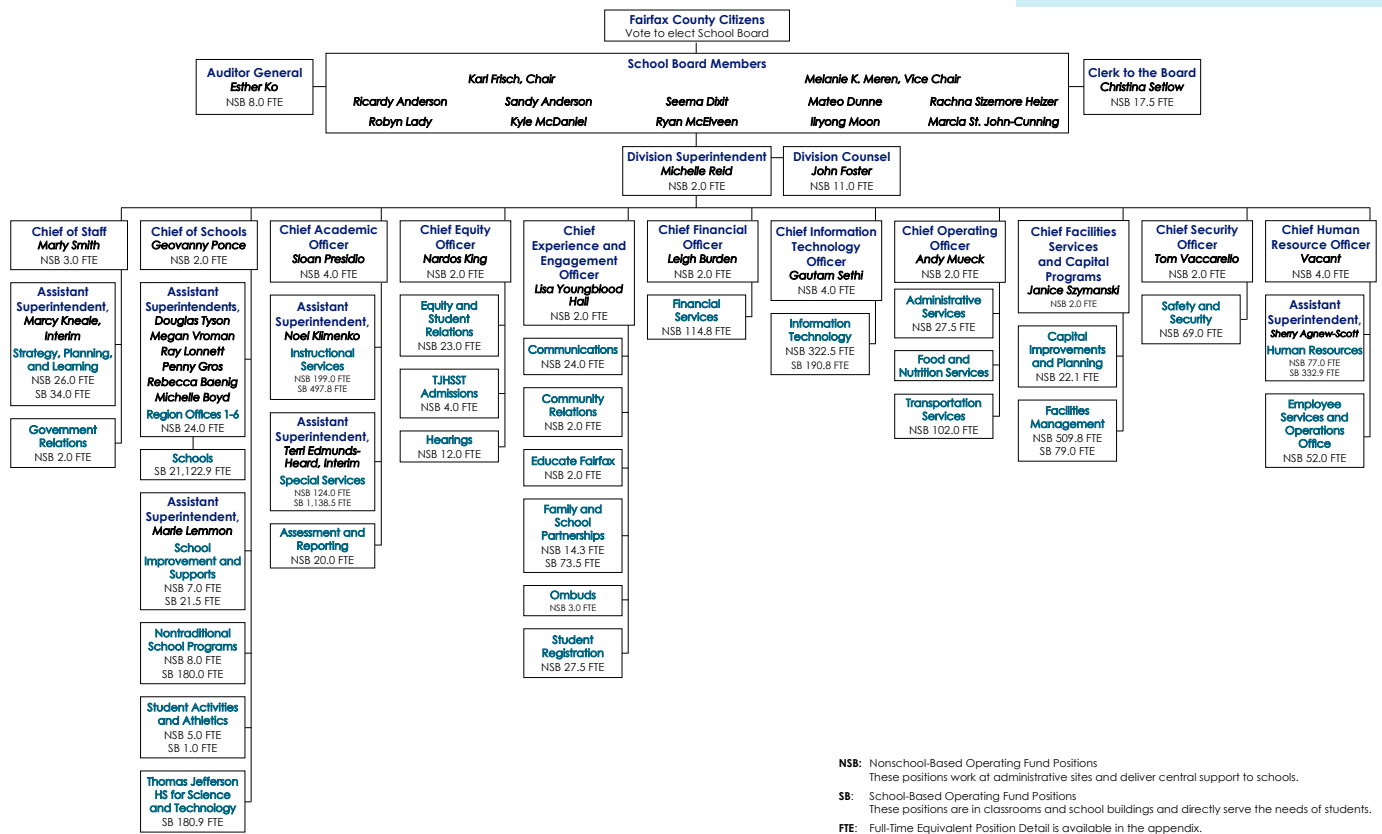 Fairfax County Citizens
Vote to elect School Board
Auditor General
Esther Ko
NSB 8.0 FTE
School Board Members
Karl Frisch, Chair
Melanie K. Meren, Vice Chair
Ricardy Anderson
Sandy Anderson
Seema Dixit
Mateo Dunne
Rachna Sizemore Heizer
Robyn Lady
Kyle McDaniel
Ryan McElveen
Ilryong Moon
Marcia St. John-Cunning
Clerk to the Board
Christina Setlow
NSB 17.5 FTE
Division Superintendent
Michelle Reid
NSB 2.0 FTE
Division Counsel
John Foster
NSB 11.0 FTE
Chief of Staff
Marty Smith
NSB 3.0 FTE
Assistant
Superintendent,
Marcy Kneale,
Interim
Strategy, Planning,
and Learning
NSB 26.0 FTE
SB 34.0 FTE
Government
Relations
NSB 2.0 FTE
Chief of Schools
Geovanny Ponce
NSB 2.0 FTE
Assistant
Superintendents,
Douglas Tyson
Megan Vroman
Ray Lonnett
Penny Gros
Rebecca Baenig
Michelle Boyd
Region Offices 1-6
NSB 24.0 FTE
Schools
SB 21,122.9 FTE
Assistant
Superintendent,
Marie Lemmon
School
Improvement and
Supports
NSB 7.0 FTE
SB 21.5 FTE
Nontraditional
School Programs
NSB 8.0 FTE
SB 180.0 FTE
Student Activities
and Athletics
NSB 5.0 FTE
SB 1.0 FTE
Thomas Jefferson
HS for Science
and Technology
SB 180.9 FTE
Chief Academic
Officer
Sloan Presidio
NSB 4.0 FTE
Assistant
Superintendent,
Noel Klimenko
Instructional
Services
NSB 199.0 FTE
SB 497.8 FTE
Assistant
Superintendent,
Terri Edmunds-
Heard, Interim
Special Services
NSB 124.0 FTE
SB 1,138.5 FTE
Assessment and
Reporting
NSB 20.0 FTE
Chief Equity
Officer
Nardos King
NSB 2.0 FTE
Equity and
Student
Relations
NSB 23.0 FTE
TJHSST
Admissions
NSB 4.0 FTE
Hearings
NSB 12.0 FTE
Chief
Experience and
Engagement
Officer
Lisa Youngblood
Hall
NSB 2.0 FTE
Communications
NSB 24.0 FTE
Community
Relations
NSB 2.0 FTE
Educate Fairfax
NSB 2.0 FTE
Family and
School
Partnerships
NSB 14.3 FTE
SB 73.5 FTE
Ombuds
NSB 3.0 FTE
Student
Registration
NSB 27.5 FTE
Chief Financial
Officer
Leigh Burden
NSB 2.0 FTE
Financial
Services
NSB 114.8 FTE
Chief Information
Technology
Officer
Gautam Sethi
NSB 4.0 FTE
Information
Technology
NSB 322.5 FTE
SB 190.8 FTE
Chief Operating
Officer
Andy Mueck
NSB 2.0 FTE
Administrative
Services
NSB 27.5 FTE
Food and
Nutrition Services
Transportation
Services
NSB 102.0 FTE
Chief Facilities
Services
and Capital
Programs
Janice Szymanski
NSB 2.0 FTE
Capital
Improvements
and Planning
NSB 22.1 FTE
Facilities
Management
NSB 509.8 FTE
SB 79.0 FTE
Chief Security
Officer
Tom Vaccarello
NSB 2.0 FTE
Safety and
Security
NSB 69.0 FTE
Chief Human
Resource Officer
Vacant
NSB 4.0 FTE
Assistant
Superintendent,
Sherry Agnew-Scott
Human Resources
NSB 77.0 FTE
SB 332.9 FTE
Employee
Services and
Operations
Office
NSB 52.0 FTE
NSB: Nonschool-Based Operating Fund Positions
These positions work at administrative sites and deliver central support to schools.
SB: School-Based Operating Fund Positions
These positions are in classrooms and school buildings and directly serve the needs of students.
FTE: Full-Time Equivalent Position Detail is available in the appendix.